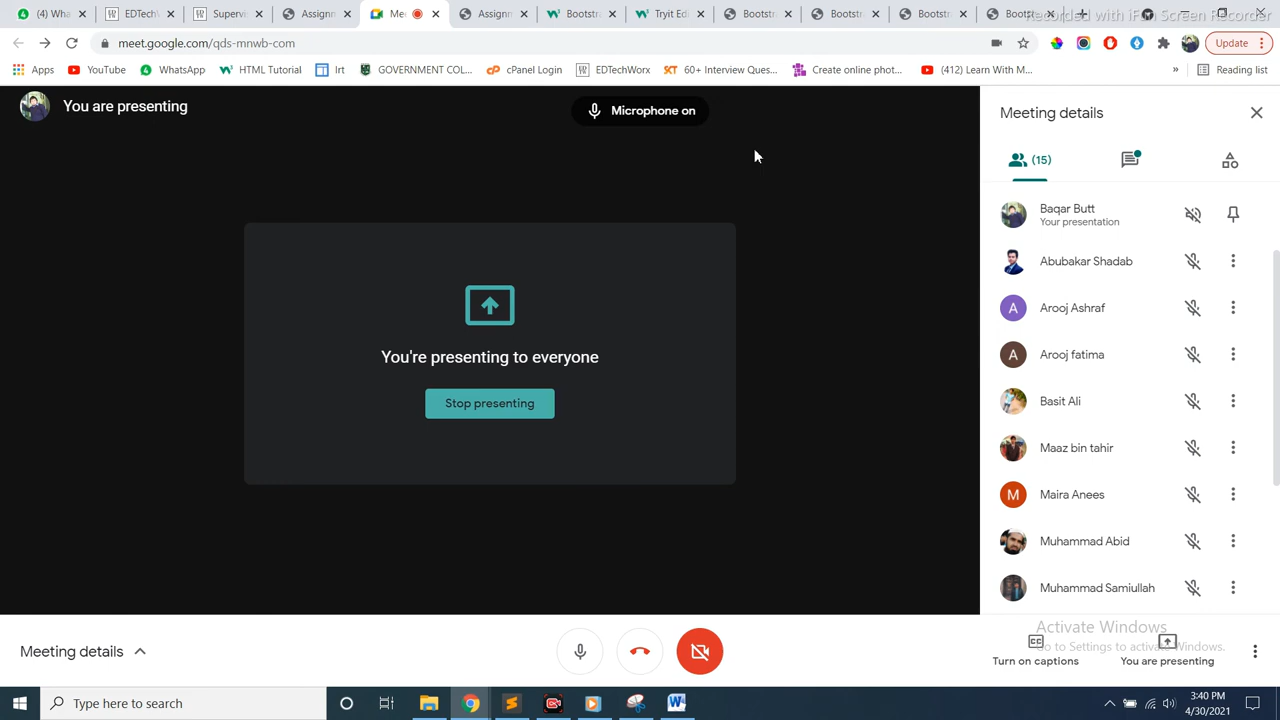 (4) What
EDTech
Superv
Assignm
Mee
Assignm
Bootstr
Tryit Edi
Bootstr
Bootstr
Bootstr
Bootst
Recorded with iFun Screen Recorder
meet.google.com/qds-mnwb-com
Update
Apps
YouTube
WhatsApp
HTML Tutorial
lrt
GOVERNMENT COL...
cPanel Login
EDTechWorx
60+ Interview Ques...
Create online phot...
(412) Learn With M...
»
Reading list
You are presenting
Microphone on
You're presenting to everyone
Stop presenting
Meeting details
(15)
Baqar Butt
Your presentation
Abubakar Shadab
A
Arooj Ashraf
A
Arooj fatima
Basit Ali
Maaz bin tahir
M
Maira Anees
Muhammad Abid
Muhammad Samiullah
Activate Windows
Go to Settings to activate Windows.
Meeting details
Turn on captions
You are presenting
Type here to search
3:40 PM
4/30/2021